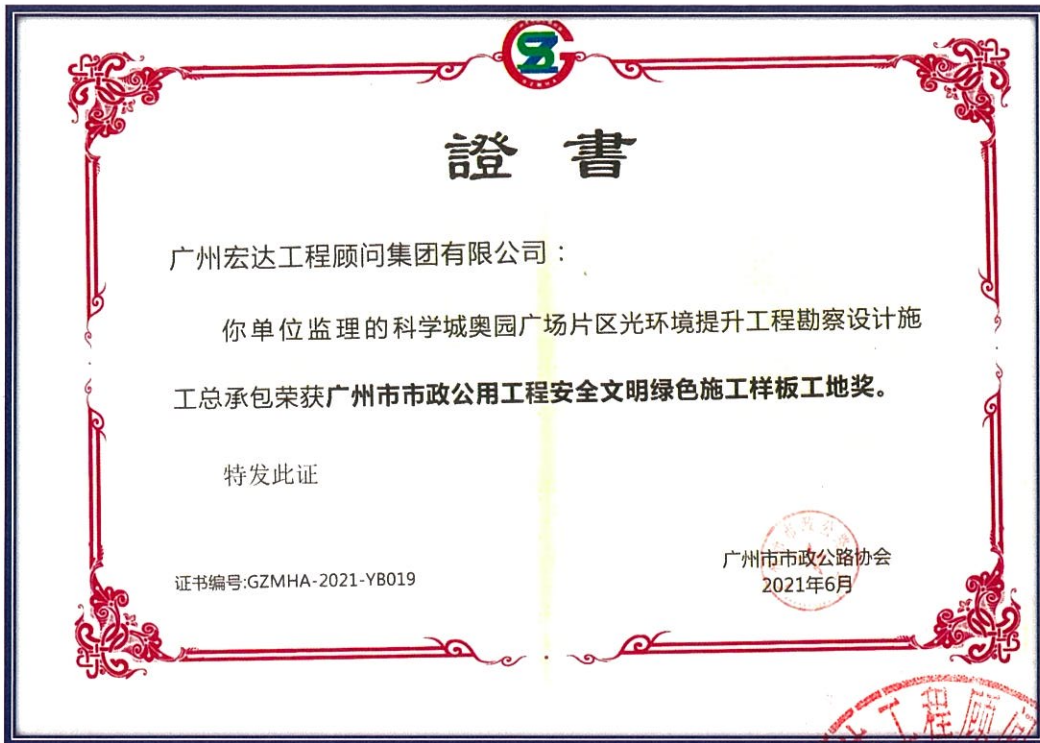 證書
广州宏达工程顾问集团有限公司：
你单位监理的科学城奥园广场片区光环境提升工程勘察设计施
工总承包荣获广州市市政公用工程安全文明绿色施工样板工地奖。
特发此证
广州市市政公路协会
证书编号:GZMHA-2021-YB019
2021年6月
工程顾问